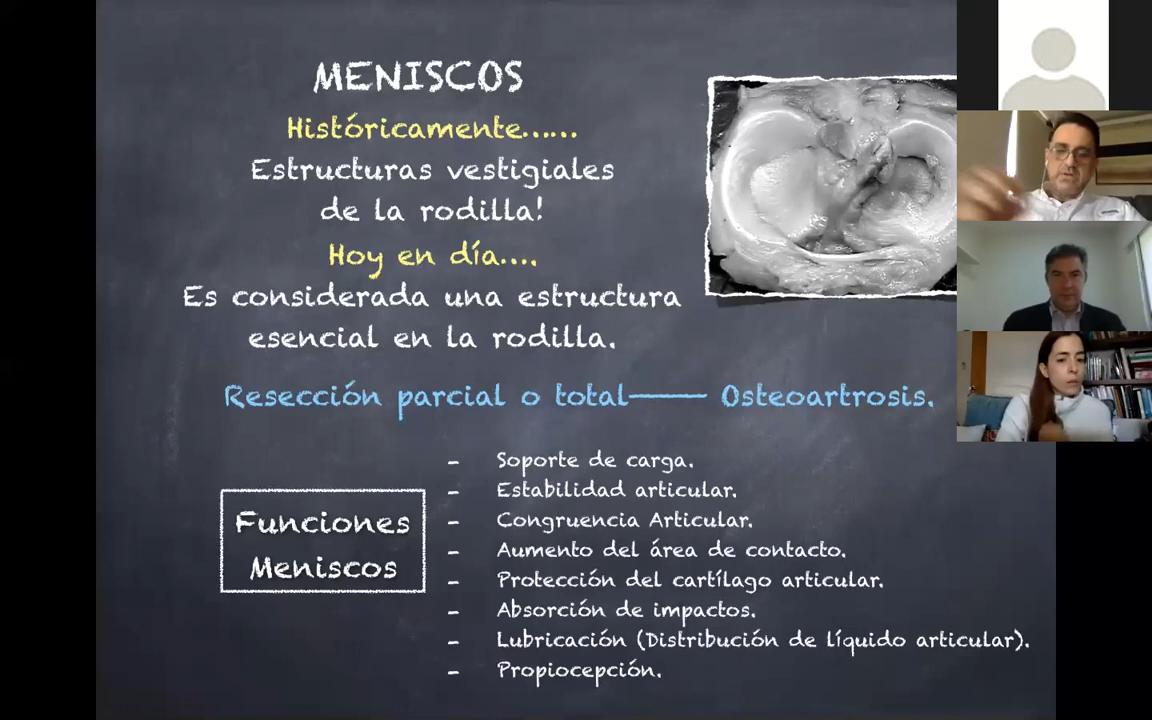 MENISCOS
Históricamente......
Estructuras vestigiales
de la rodilla!
Hoy en día....
Es considerada una estructura
esencial en la rodilla.
Resección parcial o total——— Osteoartrosis.
Funciones
Meniscos
- Soporte de carga.
- Estabilidad articular.
- Congruencia Articular.
- Aumento del área de contacto.
- Protección del cartílago articular.
- Absorción de impactos.
- Lubricación (Distribución de líquido articular).
- Propiocepción.